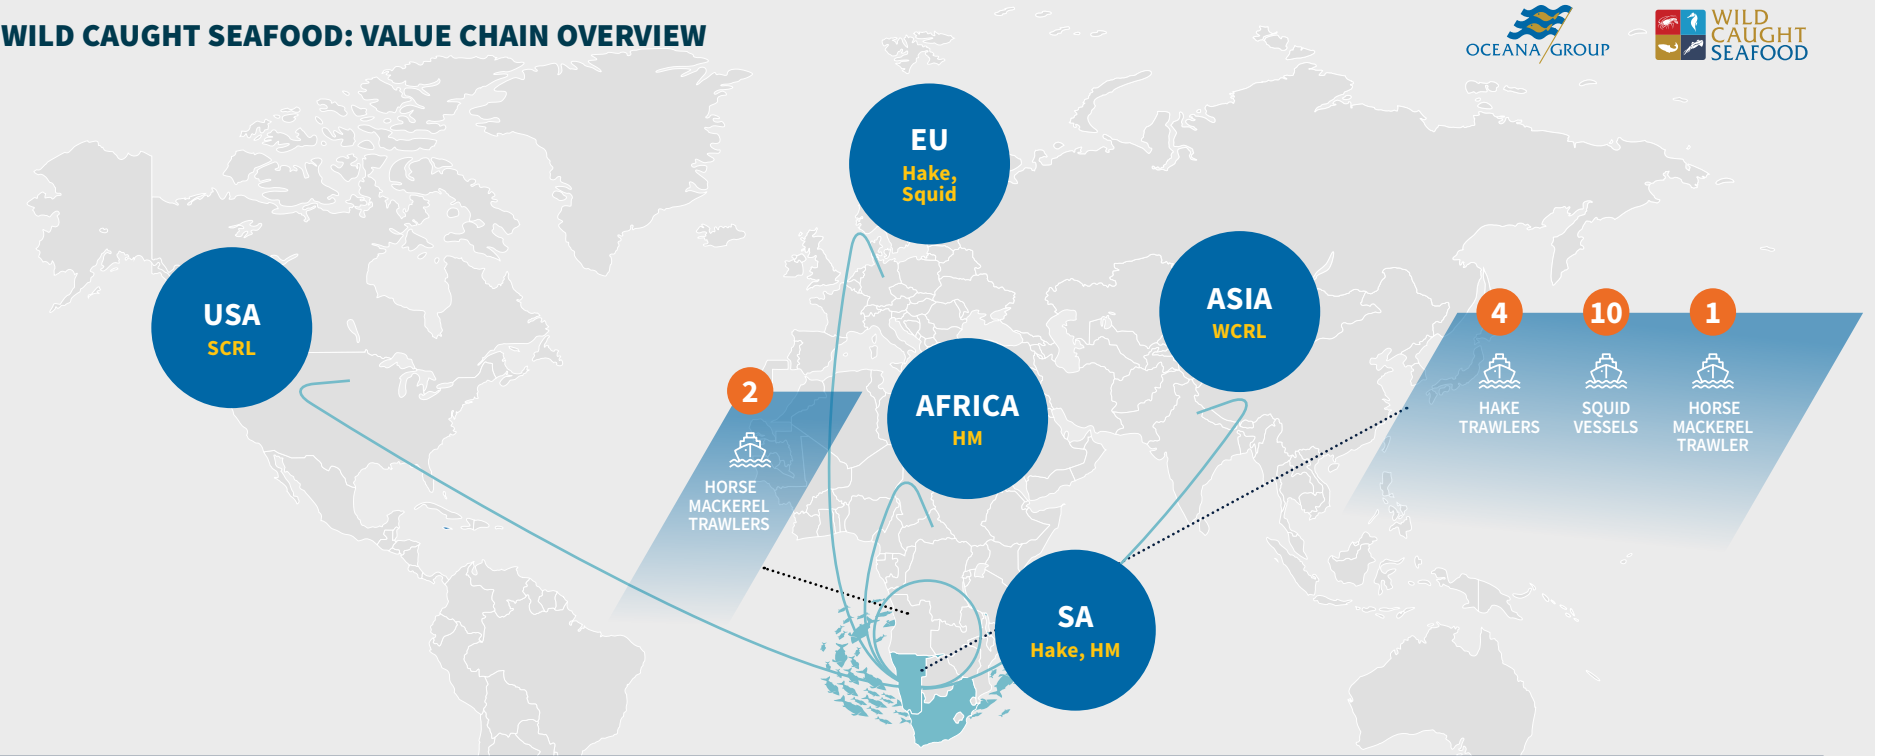 WILD CAUGHT SEAFOOD: VALUE CHAIN OVERVIEW
OCEANA GROUP
WILD
CAUGHT
SEAFOOD
EU
Hake,
Squid
USA
SCRL
ASIA
WCRL
AFRICA
HM
SA
Hake, HM
2
HORSE
MACKEREL
TRAWLERS
4
HAKE
TRAWLERS
10
SQUID
VESSELS
1
HORSE
MACKEREL
TRAWLER